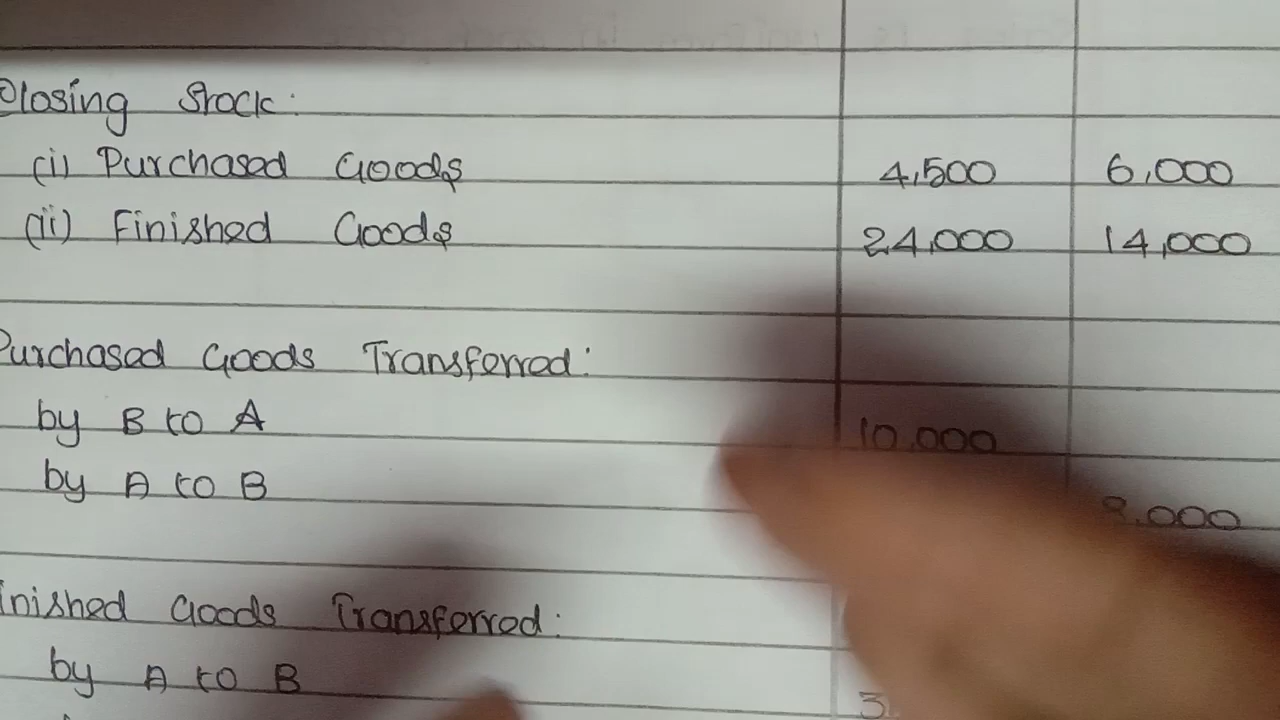 Closing Stock:
(i) Purchased Goods 4,500 6,000
(ii) Finished Goods 24,000 14,000
Purchased Goods Transferred:
by B to A 10,000
by A to B
inished Goods Transferred:
by A to B